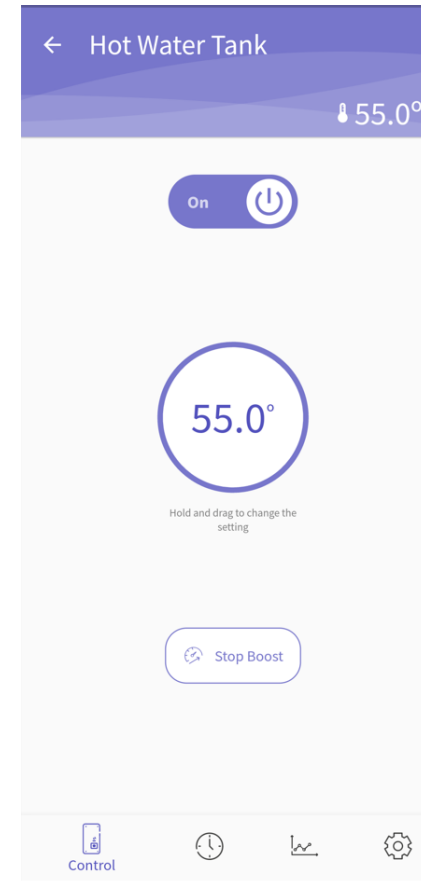 Hot Water Tank
55.0°
On
55.0°
Hold and drag to change the
setting
Stop Boost
Control